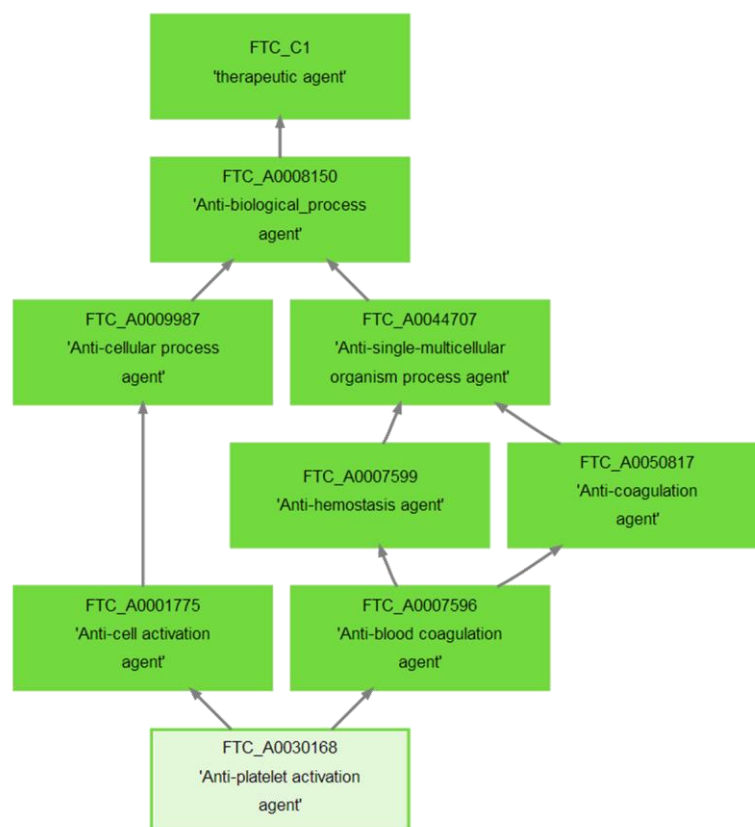 FTC_C1
'therapeutic agent'
FTC_A0008150
'Anti-biological_process
agent'
FTC_A0009987
'Anti-cellular process
agent'
FTC_A0044707
'Anti-single-multicellular
organism process agent'
FTC_A0007599
'Anti-hemostasis agent'
FTC_A0050817
'Anti-coagulation
agent'
FTC_A0001775
'Anti-cell activation
agent'
FTC_A0007596
'Anti-blood coagulation
agent'
FTC_A0030168
'Anti-platelet activation
agent'